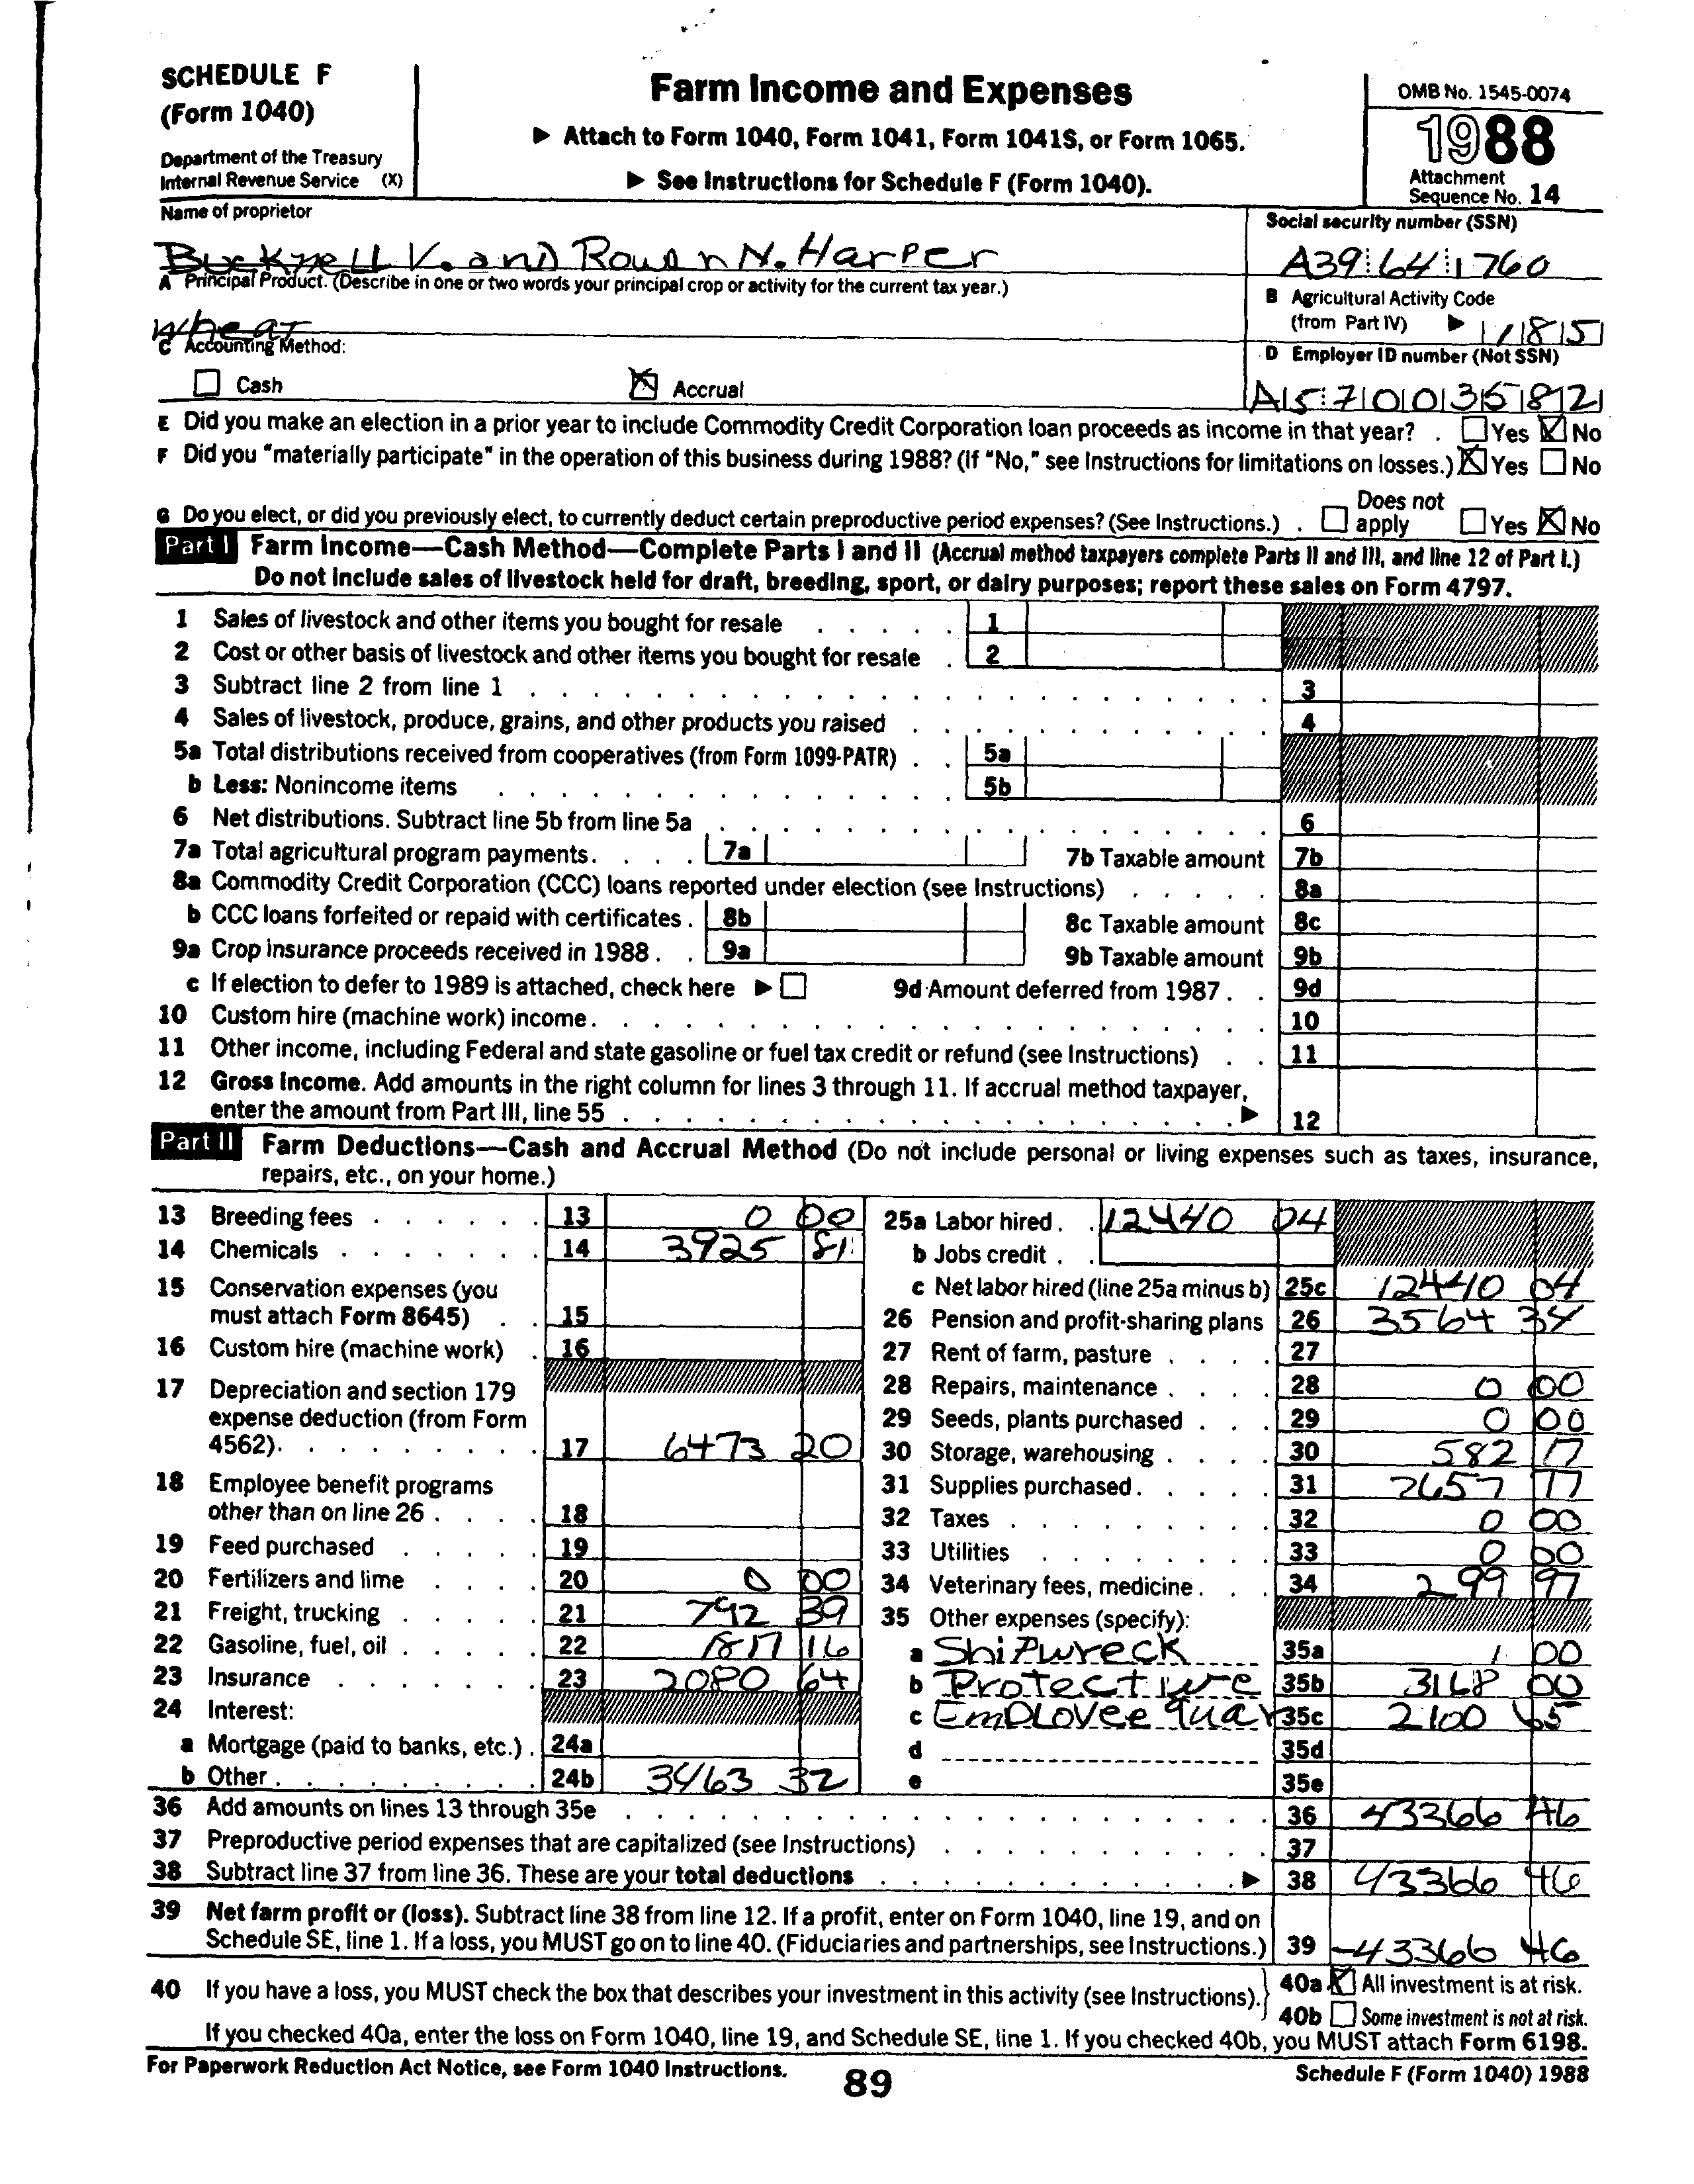 SCHEDULE F
(Form 1040)
Department of the Treasury
Internal Revenue Service (X)
Farm Income and Expenses
▶ Attach to Form 1040, Form 1041, Form 1041S, or Form 1065.
▶ See Instructions for Schedule F (Form 1040).
OMB No. 1545-0074
1988
Attachment
Sequence No. 14
Name of proprietor
Bucknell V. and Rowan N. Harper
Social security number (SSN)
A39 64 1760
A Principal Product. (Describe in one or two words your principal crop or activity for the current tax year.)
Wheat
B Agricultural Activity Code
(from Part IV) ▶ 1 8 5
C Accounting Method:
Cash Accrual
D Employer ID number (Not SSN)
A5 7 0 0 3 5 8 2
E Did you make an election in a prior year to include Commodity Credit Corporation loan proceeds as income in that year? . Yes No
F Did you "materially participate" in the operation of this business during 1988? (If "No," see Instructions for limitations on losses.) Yes No
G Do you elect, or did you previously elect, to currently deduct certain preproductive period expenses? (See Instructions.) . Does not apply Yes No
Part I Farm Income—Cash Method—Complete Parts I and II (Accrual method taxpayers complete Parts II and III, and line 12 of Part I.)
Do not include sales of livestock held for draft, breeding, sport, or dairy purposes; report these sales on Form 4797.
1 Sales of livestock and other items you bought for resale 1
2 Cost or other basis of livestock and other items you bought for resale 2
3 Subtract line 2 from line 1 3
4 Sales of livestock, produce, grains, and other products you raised 4
5a Total distributions received from cooperatives (from Form 1099-PATR) 5a
b Less: Nonincome items 5b
6 Net distributions. Subtract line 5b from line 5a 6
7a Total agricultural program payments. 7a 7b Taxable amount 7b
8a Commodity Credit Corporation (CCC) loans reported under election (see Instructions) 8a
b CCC loans forfeited or repaid with certificates . 8b 8c Taxable amount 8c
9a Crop insurance proceeds received in 1988 . 9a 9b Taxable amount 9b
c If election to defer to 1989 is attached, check here ▶ 9d Amount deferred from 1987 . 9d
10 Custom hire (machine work) income. 10
11 Other income, including Federal and state gasoline or fuel tax credit or refund (see Instructions) 11
12 Gross Income. Add amounts in the right column for lines 3 through 11. If accrual method taxpayer,
enter the amount from Part III, line 55 ▶ 12
Part II Farm Deductions—Cash and Accrual Method (Do not include personal or living expenses such as taxes, insurance,
repairs, etc., on your home.)
13 Breeding fees 13 0 00
14 Chemicals 14 3925 81
15 Conservation expenses (you
must attach Form 8645) 15
16 Custom hire (machine work) 16
17 Depreciation and section 179
expense deduction (from Form
4562). 17 6473 20
18 Employee benefit programs
other than on line 26 . 18
19 Feed purchased 19
20 Fertilizers and lime 20 0 00
21 Freight, trucking 21 792 39
22 Gasoline, fuel, oil 22 1817 16
23 Insurance 23 2080 64
24 Interest:
a Mortgage (paid to banks, etc.) . 24a
b Other. 24b 3463 32
25a Labor hired . 12440 04
b Jobs credit .
c Net labor hired (line 25a minus b) 25c 12440 04
26 Pension and profit-sharing plans 26 3564 34
27 Rent of farm, pasture 27
28 Repairs, maintenance 28 0 00
29 Seeds, plants purchased 29 0 00
30 Storage, warehousing 30 582 17
31 Supplies purchased. 31 2657 77
32 Taxes 32 0 00
33 Utilities 33 0 00
34 Veterinary fees, medicine . 34 299 97
35 Other expenses (specify):
a Shipwreck 35a 1 00
b Protective 35b 3168 00
c Employee quar 35c 2100 65
d 35d
e 35e
36 Add amounts on lines 13 through 35e 36 43366 46
37 Preproductive period expenses that are capitalized (see Instructions) 37
38 Subtract line 37 from line 36. These are your total deductions ▶ 38 43366 46
39 Net farm profit or (loss). Subtract line 38 from line 12. If a profit, enter on Form 1040, line 19, and on
Schedule SE, line 1. If a loss, you MUST go on to line 40. (Fiduciaries and partnerships, see Instructions.) 39 -43366 46
40 If you have a loss, you MUST check the box that describes your investment in this activity (see Instructions).
40a All investment is at risk.
40b Some investment is not at risk.
If you checked 40a, enter the loss on Form 1040, line 19, and Schedule SE, line 1. If you checked 40b, you MUST attach Form 6198.
For Paperwork Reduction Act Notice, see Form 1040 Instructions.
89
Schedule F (Form 1040) 1988